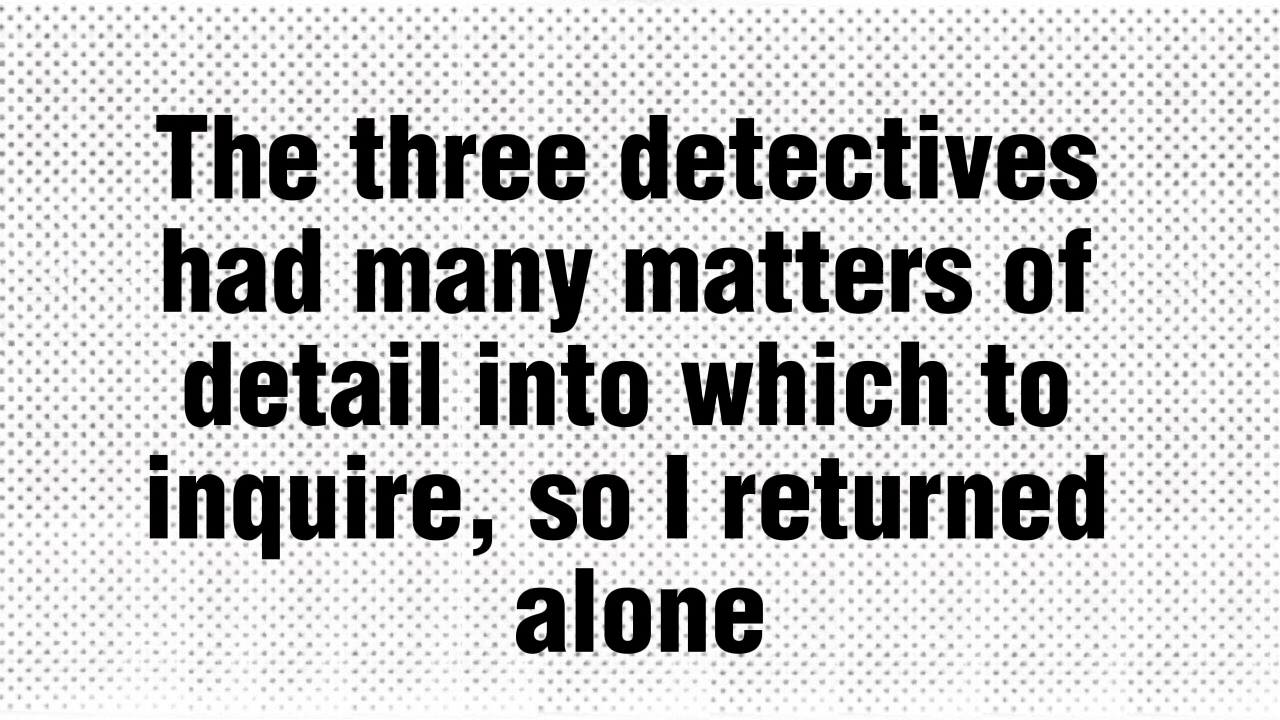 The three detectives
had many matters of
detail into which to
inquire, so I returned
alone